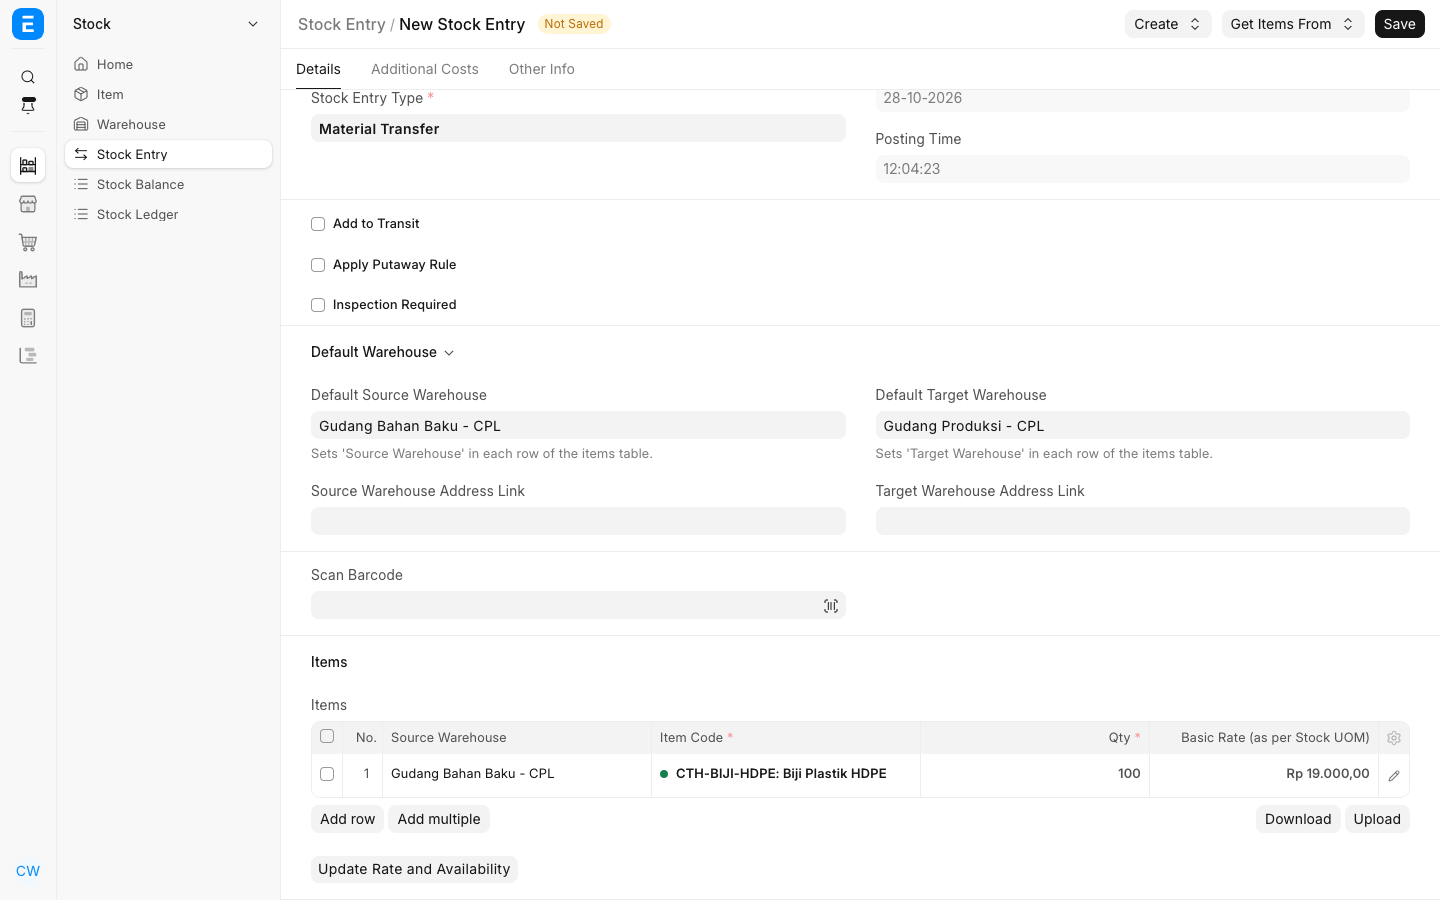 Stock
Stock Entry / New Stock Entry
Not Saved
Create
Get Items From
Save
Home
Item
Warehouse
Stock Entry
Stock Balance
Stock Ledger
CW
Details
Additional Costs
Other Info
Stock Entry Type *
Material Transfer
28-10-2026
Posting Time
12:04:23
Add to Transit
Apply Putaway Rule
Inspection Required
Default Warehouse
Default Source Warehouse
Gudang Bahan Baku - CPL
Sets 'Source Warehouse' in each row of the items table.
Default Target Warehouse
Gudang Produksi - CPL
Sets 'Target Warehouse' in each row of the items table.
Source Warehouse Address Link
Target Warehouse Address Link
Scan Barcode
Items
Items
No. Source Warehouse Item Code * Qty * Basic Rate (as per Stock UOM)
1 Gudang Bahan Baku - CPL CTH-BIJI-HDPE: Biji Plastik HDPE 100 Rp 19.000,00
Add row
Add multiple
Download
Upload
Update Rate and Availability